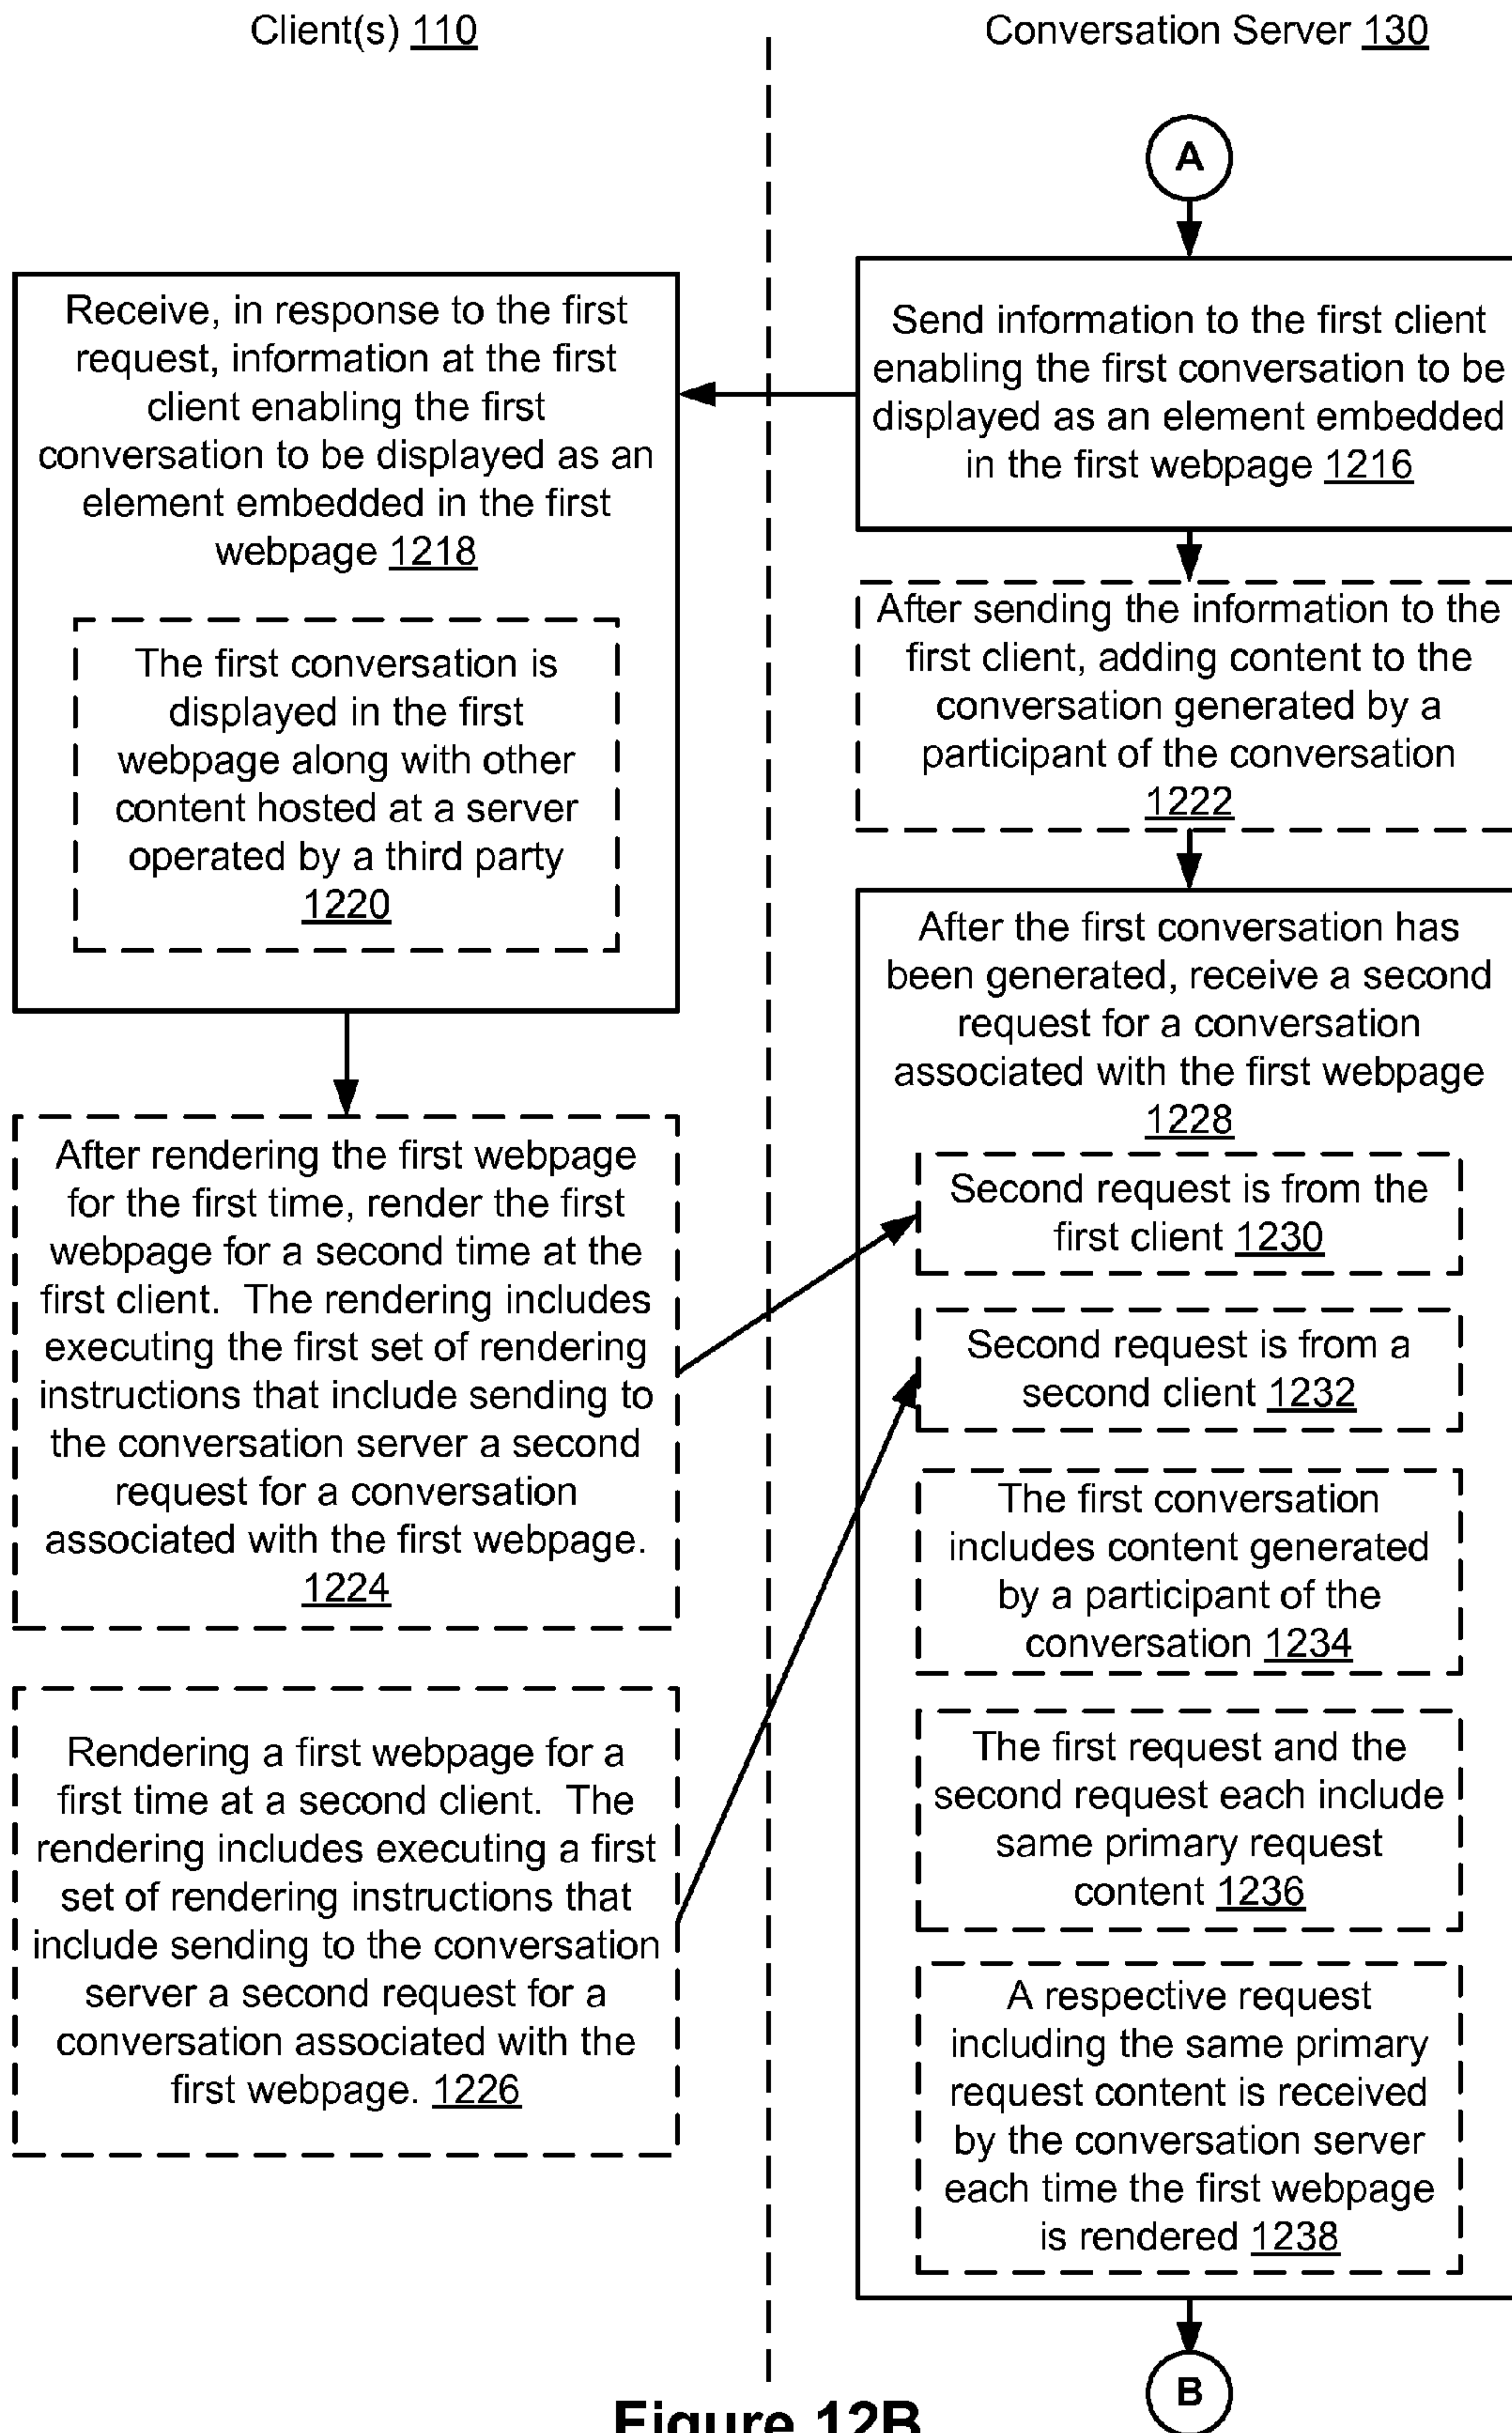 Client(s) 110
Conversation Server 130
A
Send information to the first client
enabling the first conversation to be
displayed as an element embedded
in the first webpage 1216
Receive, in response to the first
request, information at the first
client enabling the first
conversation to be displayed as an
element embedded in the first
webpage 1218
The first conversation is
displayed in the first
webpage along with other
content hosted at a server
operated by a third party
1220
After sending the information to the
first client, adding content to the
conversation generated by a
participant of the conversation
1222
After rendering the first webpage
for the first time, render the first
webpage for a second time at the
first client. The rendering includes
executing the first set of rendering
instructions that include sending to
the conversation server a second
request for a conversation
associated with the first webpage.
1224
Rendering a first webpage for a
first time at a second client. The
rendering includes executing a first
set of rendering instructions that
include sending to the conversation
server a second request for a
conversation associated with the
first webpage. 1226
After the first conversation has
been generated, receive a second
request for a conversation
associated with the first webpage
1228
Second request is from the
first client 1230
Second request is from a
second client 1232
The first conversation
includes content generated
by a participant of the
conversation 1234
The first request and the
second request each include
same primary request
content 1236
A respective request
including the same primary
request content is received
by the conversation server
each time the first webpage
is rendered 1238
B
Figure 12B